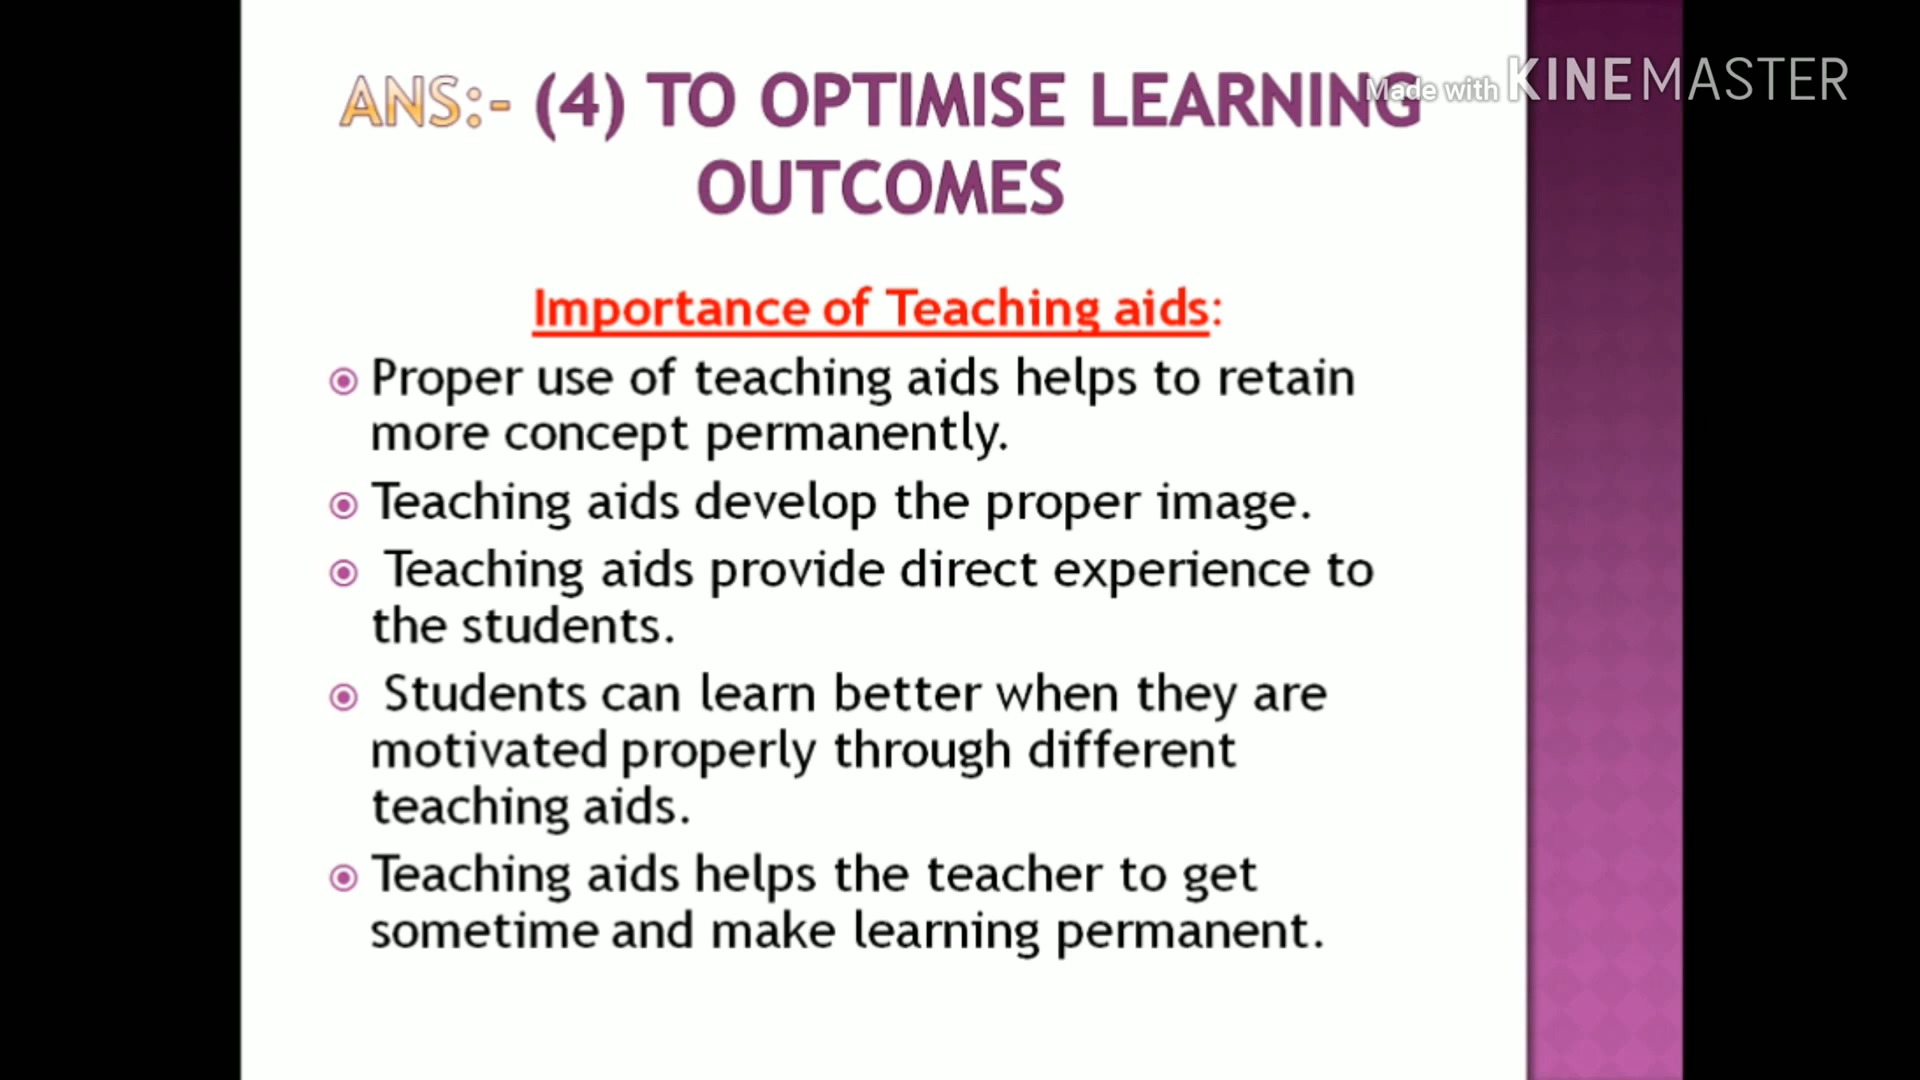 ANS:- (4) TO OPTIMISE LEARNING
OUTCOMES
Made with KINEMASTER
Importance of Teaching aids:
Proper use of teaching aids helps to retain
more concept permanently.
Teaching aids develop the proper image.
Teaching aids provide direct experience to
the students.
Students can learn better when they are
motivated properly through different
teaching aids.
Teaching aids helps the teacher to get
sometime and make learning permanent.